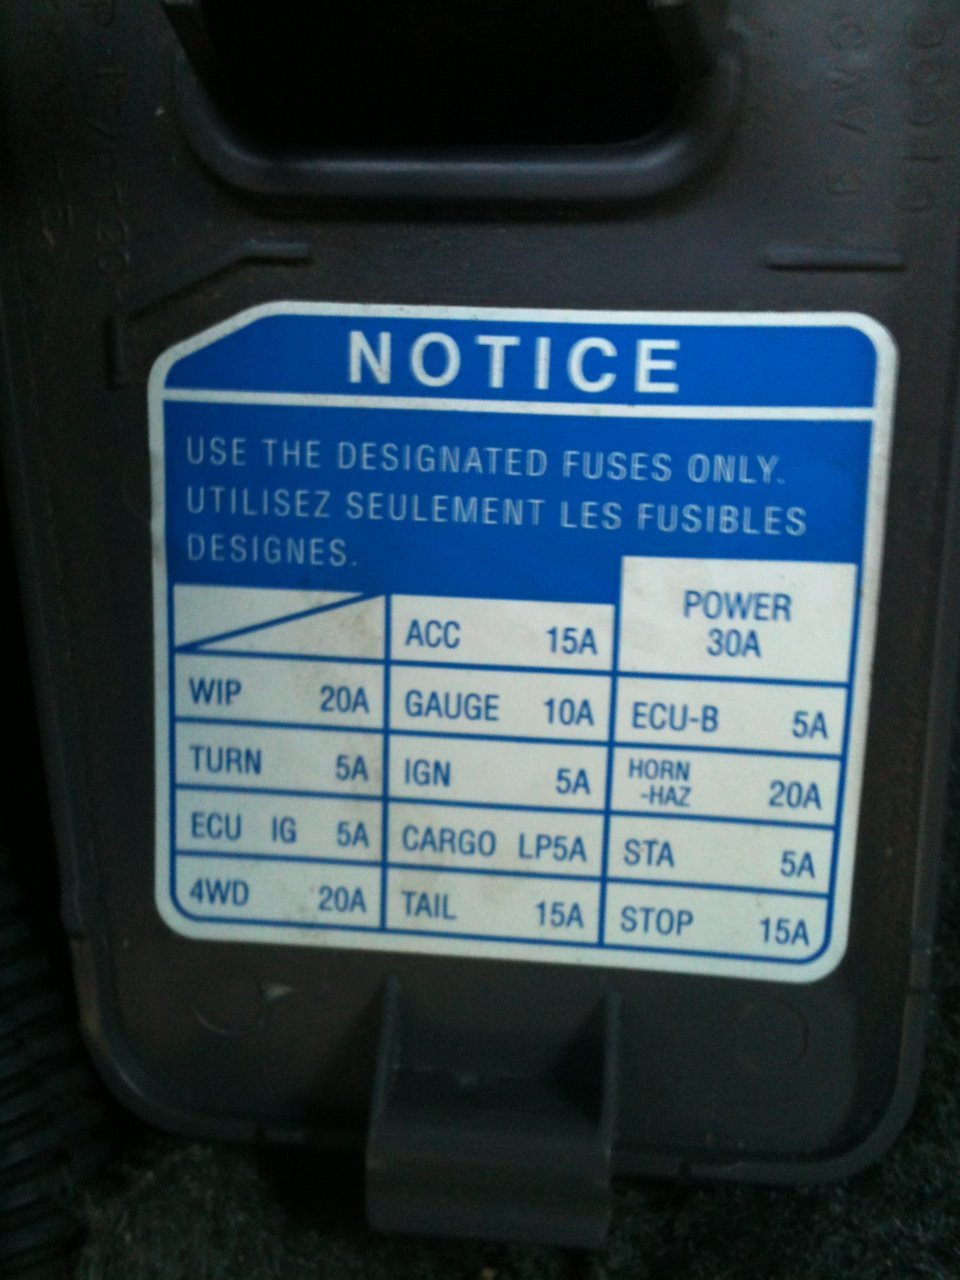 NOTICE
USE THE DESIGNATED FUSES ONLY.
UTILISEZ SEULEMENT LES FUSIBLES
DESIGNES.
POWER
30A
ACC 15A
WIP 20A GAUGE 10A ECU-B 5A
TURN 5A IGN 5A HORN
-HAZ 20A
ECU IG 5A CARGO LP5A STA 5A
4WD 20A TAIL 15A STOP 15A